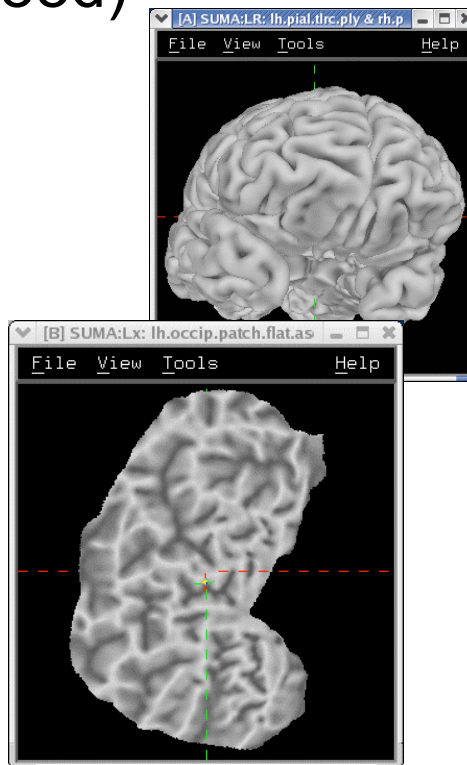 [A] SUMA:LR: lh.pial.tlrc.ply & rh.p
File View Tools Help
[B] SUMA:Lx: lh.occip.patch.flat.as
File View Tools Help